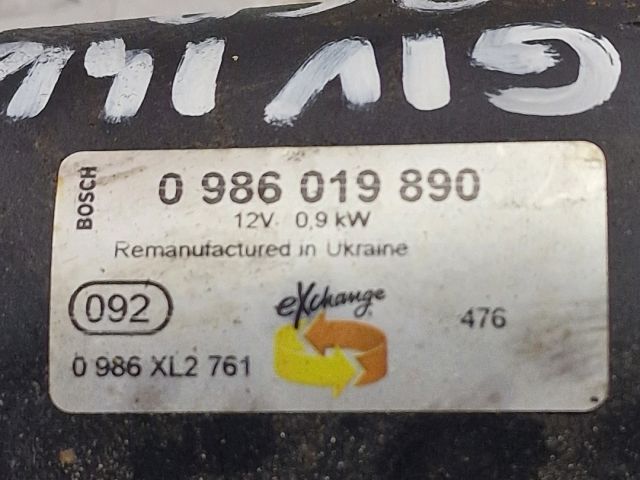 BOSCH
0 986 019 890
12V 0,9 kW
Remanufactured in Ukraine
092
eXchange
476
0 986 XL2 761